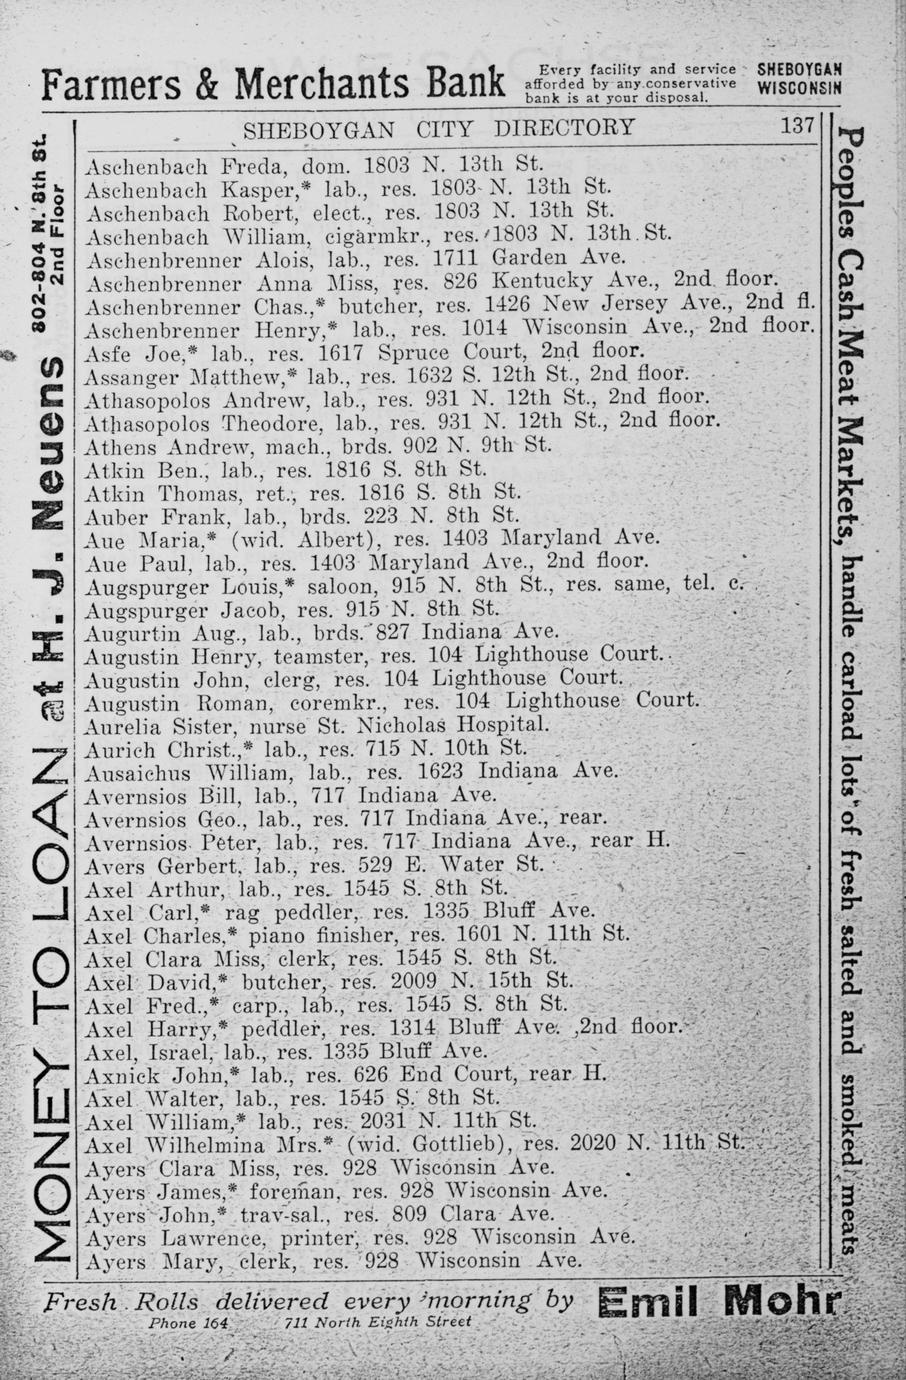 Farmers & Merchants Bank
Every facility and service
afforded by any conservative
bank is at your disposal.
SHEBOYGAN
WISCONSIN
SHEBOYGAN CITY DIRECTORY 137
Aschenbach Freda, dom. 1803 N. 13th St.
Aschenbach Kasper,* lab., res. 1803 N. 13th St.
Aschenbach Robert, elect., res. 1803 N. 13th St.
Aschenbach William, cigarmkr., res. 1803 N. 13th St.
Aschenbrenner Alois, lab., res. 1711 Garden Ave.
Aschenbrenner Anna Miss, res. 826 Kentucky Ave., 2nd floor.
Aschenbrenner Chas.,* butcher, res. 1426 New Jersey Ave., 2nd fl.
Aschenbrenner Henry,* lab., res. 1014 Wisconsin Ave., 2nd floor.
Asfe Joe,* lab., res. 1617 Spruce Court, 2nd floor.
Assanger Matthew,* lab., res. 1632 S. 12th St., 2nd floor.
Athasopolos Andrew, lab., res. 931 N. 12th St., 2nd floor.
Athasopolos Theodore, lab., res. 931 N. 12th St., 2nd floor.
Athens Andrew, mach., brds. 902 N. 9th St.
Atkin Ben., lab., res. 1816 S. 8th St.
Atkin Thomas, ret., res. 1816 S. 8th St.
Auber Frank, lab., brds. 223 N. 8th St.
Aue Maria,* (wid. Albert), res. 1403 Maryland Ave.
Aue Paul, lab., res. 1403 Maryland Ave., 2nd floor.
Augspurger Louis,* saloon, 915 N. 8th St., res. same, tel. c.
Augspurger Jacob, res. 915 N. 8th St.
Augurtin Aug., lab., brds. 827 Indiana Ave.
Augustin Henry, teamster, res. 104 Lighthouse Court.
Augustin John, clerg, res. 104 Lighthouse Court.
Augustin Roman, coremkr., res. 104 Lighthouse Court.
Aurelia Sister, nurse St. Nicholas Hospital.
Aurich Christ.,* lab., res. 715 N. 10th St.
Ausaichus William, lab., res. 1623 Indiana Ave.
Avernsios Bill, lab., 717 Indiana Ave.
Avernsios Geo., lab., res. 717 Indiana Ave., rear.
Avernsios Peter, lab., res. 717 Indiana Ave., rear H.
Avers Gerbert, lab., res. 529 E. Water St.
Axel Arthur, lab., res. 1545 S. 8th St.
Axel Carl,* rag peddler, res. 1335 Bluff Ave.
Axel Charles,* piano finisher, res. 1601 N. 11th St.
Axel Clara Miss, clerk, res. 1545 S. 8th St.
Axel David,* butcher, res. 2009 N. 15th St.
Axel Fred.,* carp., lab., res. 1545 S. 8th St.
Axel Harry,* peddler, res. 1314 Bluff Ave. ,2nd floor.
Axel, Israel, lab., res. 1335 Bluff Ave.
Axnick John,* lab., res. 626 End Court, rear H.
Axel Walter, lab., res. 1545 S. 8th St.
Axel William,* lab., res. 2031 N. 11th St.
Axel Wilhelmina Mrs.* (wid. Gottlieb), res. 2020 N. 11th St.
Ayers Clara Miss, res. 928 Wisconsin Ave.
Ayers James,* foreman, res. 928 Wisconsin Ave.
Ayers John,* trav-sal., res. 809 Clara Ave.
Ayers Lawrence, printer, res. 928 Wisconsin Ave.
Ayers Mary, clerk, res. 928 Wisconsin Ave.
MONEY TO LOAN at H. J. Neuens
802-804 N. 8th St.
2nd Floor
Peoples Cash Meat Markets, handle carload lots of fresh salted and smoked meats
Fresh Rolls delivered every morning by Emil Mohr
Phone 164 711 North Eighth Street